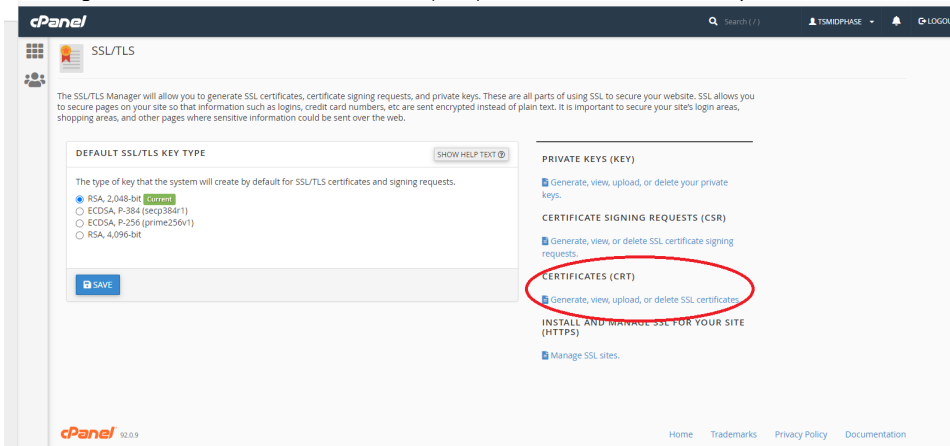 cPanel
Search ( / )
TSMIDPHASE
LOGOU
SSL/TLS
The SSL/TLS Manager will allow you to generate SSL certificates, certificate signing requests, and private keys. These are all parts of using SSL to secure your website. SSL allows you
to secure pages on your site so that information such as logins, credit card numbers, etc are sent encrypted instead of plain text. It is important to secure your site's login areas,
shopping areas, and other pages where sensitive information could be sent over the web.
DEFAULT SSL/TLS KEY TYPE
SHOW HELP TEXT
The type of key that the system will create by default for SSL/TLS certificates and signing requests.
RSA, 2,048-bit Current
ECDSA, P-384 (secp384r1)
ECDSA, P-256 (prime256v1)
RSA, 4,096-bit
SAVE
PRIVATE KEYS (KEY)
Generate, view, upload, or delete your private
keys.
CERTIFICATE SIGNING REQUESTS (CSR)
Generate, view, or delete SSL certificate signing
requests.
CERTIFICATES (CRT)
Generate, view, upload, or delete SSL certificates.
INSTALL AND MANAGE SSL FOR YOUR SITE
(HTTPS)
Manage SSL sites.
cPanel 92.0.9
Home Trademarks Privacy Policy Documentation